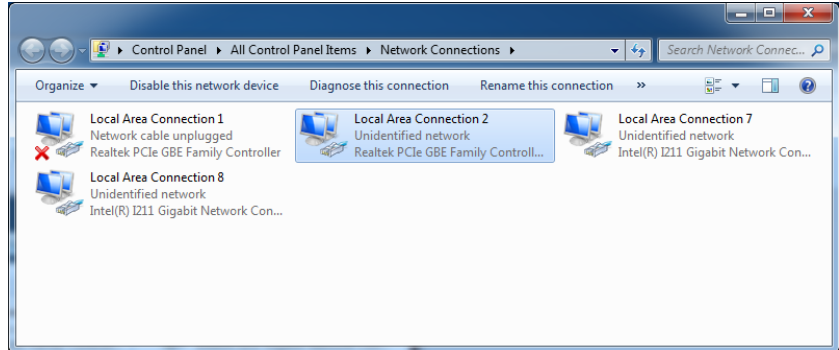 Control Panel ▸ All Control Panel Items ▸ Network Connections ▸
Search Network Connec...
Organize Disable this network device Diagnose this connection Rename this connection »
Local Area Connection 1
Network cable unplugged
Realtek PCIe GBE Family Controller
Local Area Connection 2
Unidentified network
Realtek PCIe GBE Family Controll...
Local Area Connection 7
Unidentified network
Intel(R) I211 Gigabit Network Con...
Local Area Connection 8
Unidentified network
Intel(R) I211 Gigabit Network Con...